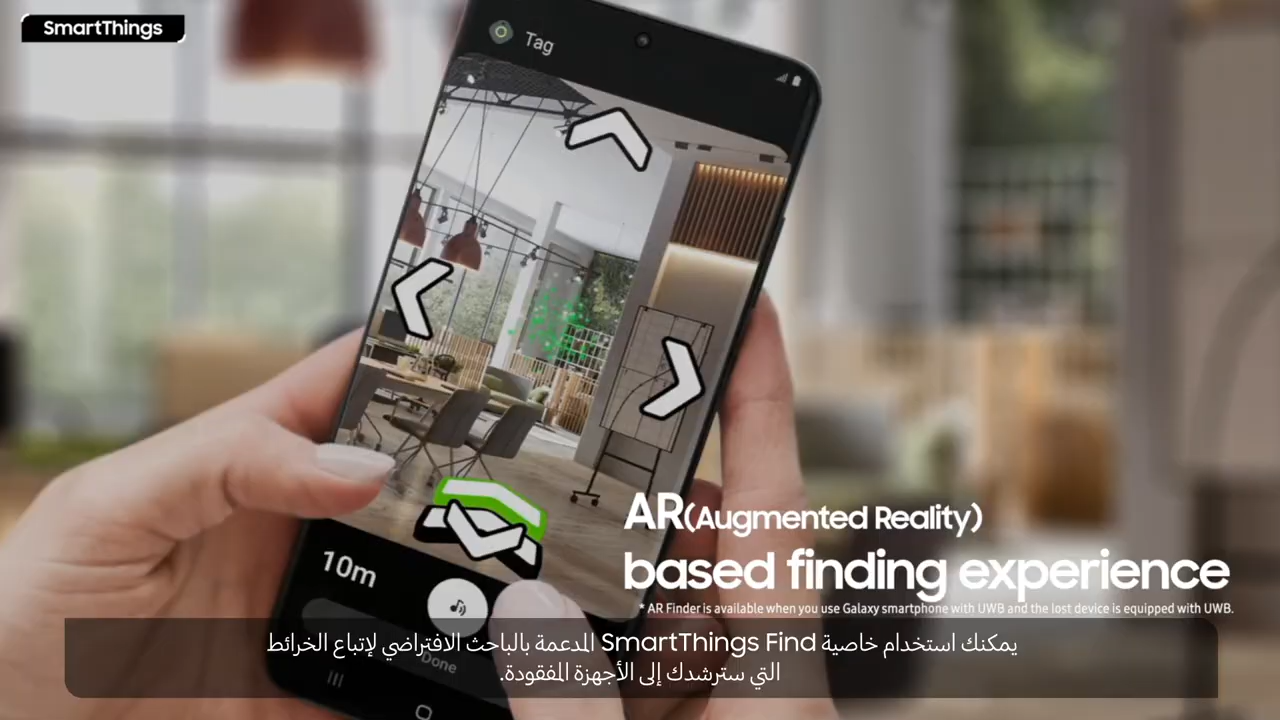 SmartThings
Tag
10m
AR(Augmented Reality)
based finding experience
* AR Finder is available when you use Galaxy smartphone with UWB and the lost device is equipped with UWB.
Done
يمكنك استخدام خاصية SmartThings Find المدعمة بالباحث الافتراضي لإتباع الخرائط
التي سترشدك إلى الأجهزة المفقودة.